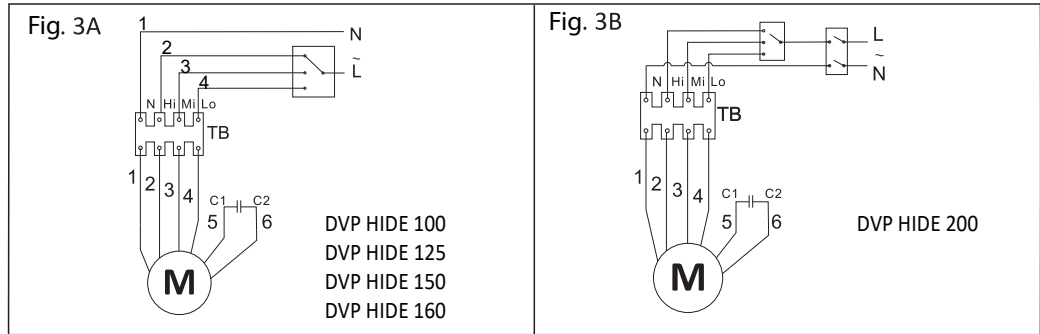 Fig. 3A
1
N
2
3
4
L
~
N Hi Mi Lo
TB
1 2 3 4
C1 C2
5 6
M
DVP HIDE 100
DVP HIDE 125
DVP HIDE 150
DVP HIDE 160
Fig. 3B
L
~
N
N Hi Mi Lo
TB
1 2 3 4
C1 C2
5 6
M
DVP HIDE 200